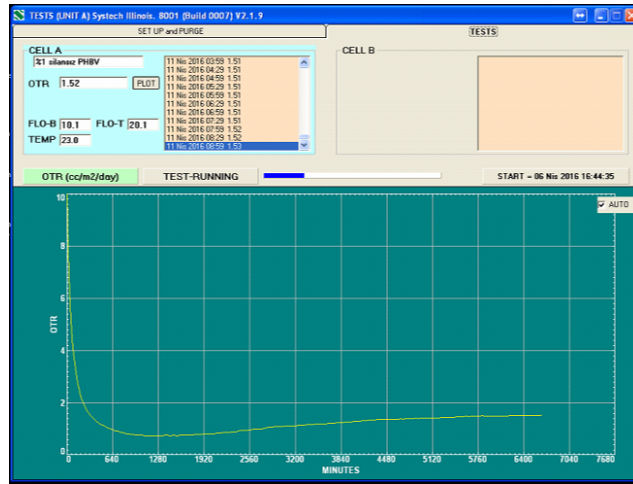 TESTS (UNIT A) Systech Illinois. 8001 (Build 0007) V2.1.9
SET UP and PURGE
TESTS
CELL A
%1 silansız PHBV
OTR 1.52 PLOT
FLO-B 10.1 FLO-T 20.1
TEMP 23.0
11 Nis 2016 03:59 1.51
11 Nis 2016 04:29 1.51
11 Nis 2016 04:59 1.51
11 Nis 2016 05:29 1.51
11 Nis 2016 05:59 1.51
11 Nis 2016 06:29 1.51
11 Nis 2016 06:59 1.51
11 Nis 2016 07:29 1.51
11 Nis 2016 07:59 1.52
11 Nis 2016 08:29 1.52
11 Nis 2016 08:59 1.53
CELL B
OTR (cc/m2/day)
TEST-RUNNING
START = 06 Nis 2016 16:44:35
AUTO
10
8
6
4
2
0
OTR
0 640 1280 1920 2560 3200 3840 4480 5120 5760 6400 7040 7680
MINUTES